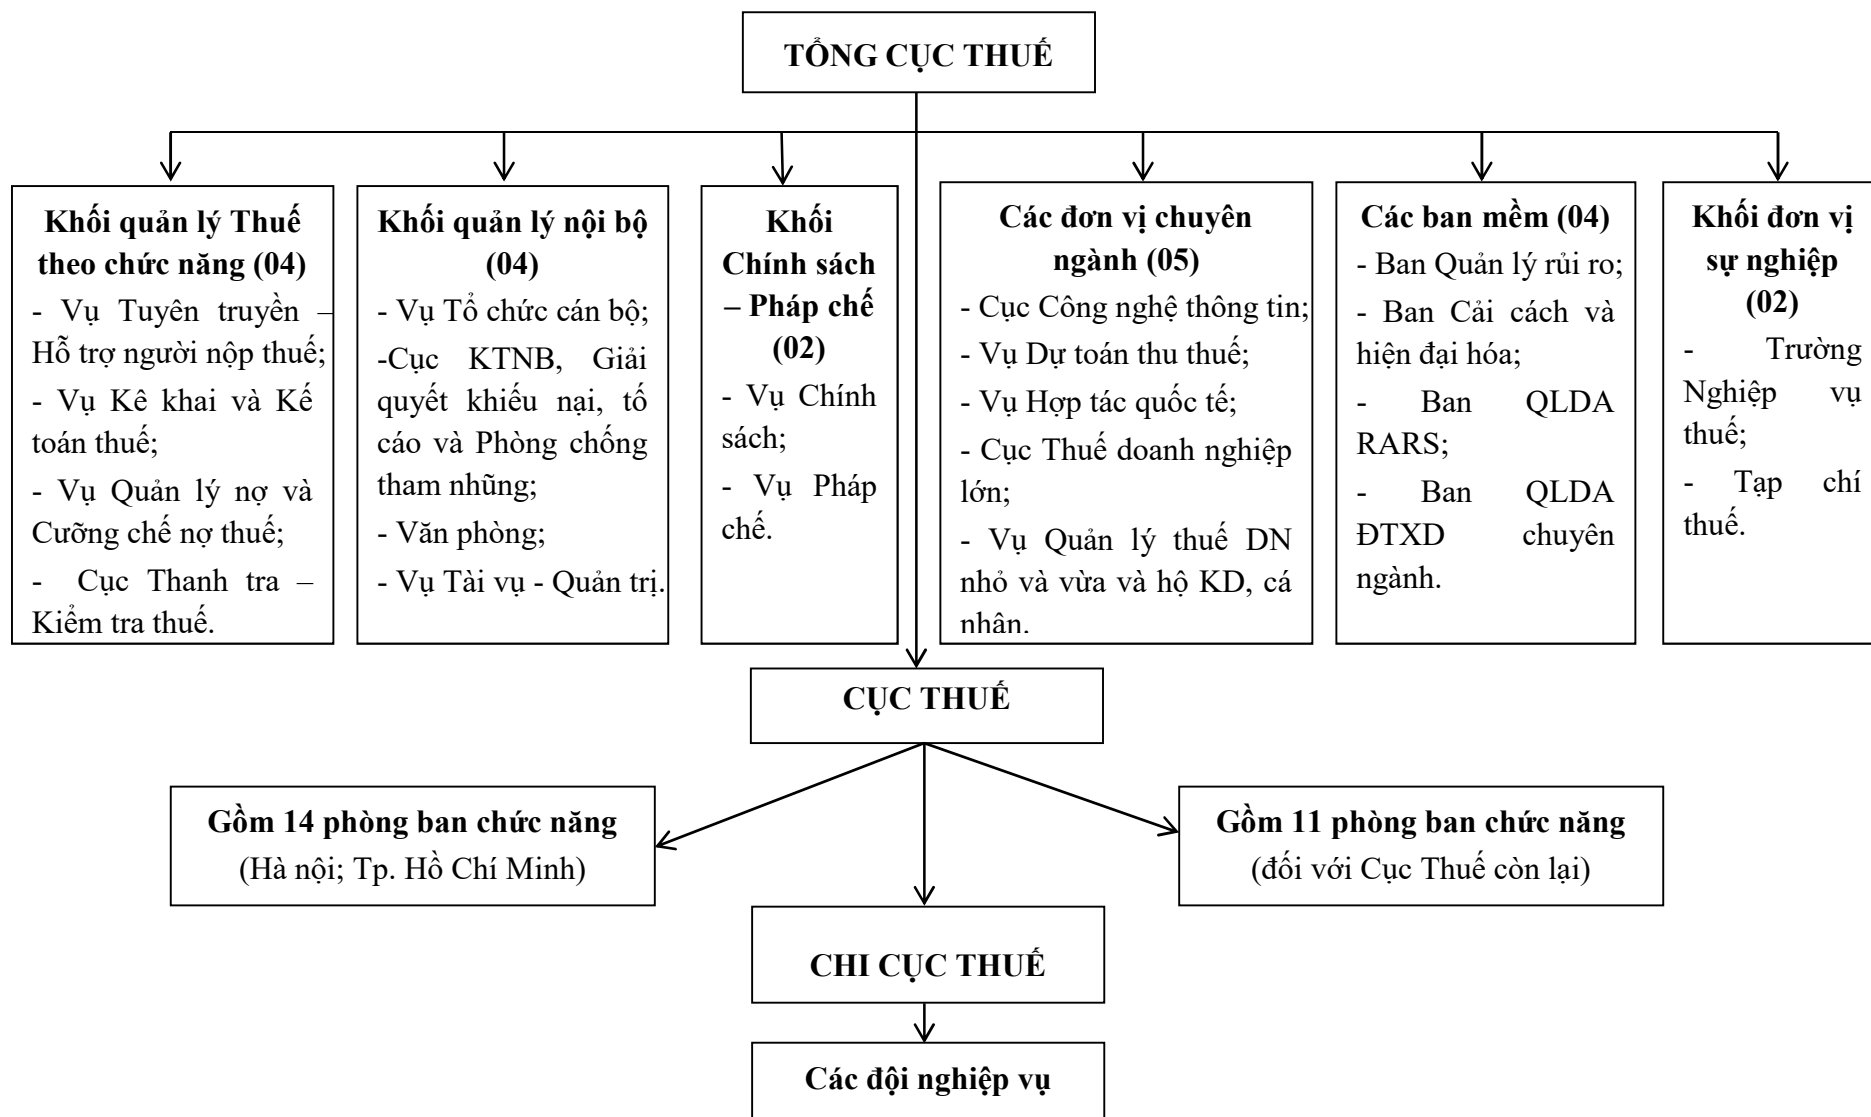 TỔNG CỤC THUẾ
Khối quản lý Thuế
theo chức năng (04)
- Vụ Tuyên truyền –
Hỗ trợ người nộp thuế;
- Vụ Kê khai và Kế
toán thuế;
- Vụ Quản lý nợ và
Cưỡng chế nợ thuế;
- Cục Thanh tra –
Kiểm tra thuế.
Khối quản lý nội bộ
(04)
- Vụ Tổ chức cán bộ;
-Cục KTNB, Giải
quyết khiếu nại, tố
cáo và Phòng chống
tham nhũng;
- Văn phòng;
- Vụ Tài vụ - Quản trị.
Khối
Chính sách
– Pháp chế
(02)
- Vụ Chính
sách;
- Vụ Pháp
chế.
Các đơn vị chuyên
ngành (05)
- Cục Công nghệ thông tin;
- Vụ Dự toán thu thuế;
- Vụ Hợp tác quốc tế;
- Cục Thuế doanh nghiệp
lớn;
- Vụ Quản lý thuế DN
nhỏ và vừa và hộ KD, cá
nhân.
Các ban mềm (04)
- Ban Quản lý rủi ro;
- Ban Cải cách và
hiện đại hóa;
- Ban QLDA
RARS;
- Ban QLDA
ĐTXD chuyên
ngành.
Khối đơn vị
sự nghiệp
(02)
- Trường
Nghiệp vụ
thuế;
- Tạp chí
thuế.
CỤC THUẾ
Gồm 14 phòng ban chức năng
(Hà nội; Tp. Hồ Chí Minh)
Gồm 11 phòng ban chức năng
(đối với Cục Thuế còn lại)
CHI CỤC THUẾ
Các đội nghiệp vụ